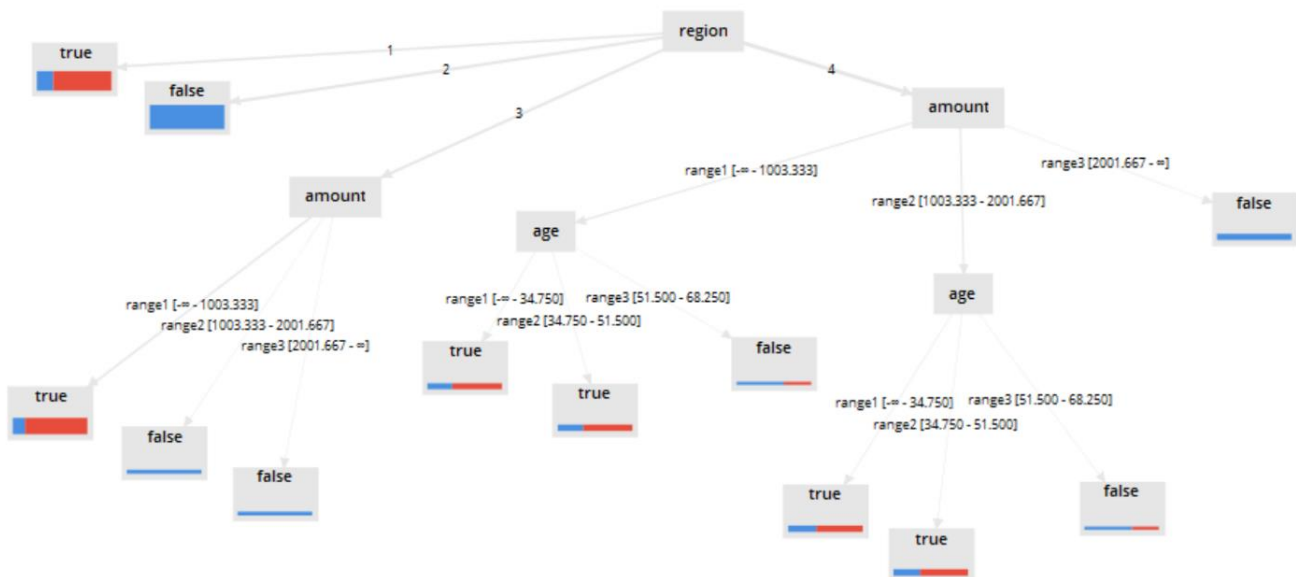 region
1
true
2
false
4
amount
3
range1 [-∞ - 1003.333]
range3 [2001.667 - ∞]
amount
range2 [1003.333 - 2001.667]
false
age
age
range1 [-∞ - 1003.333]
range2 [1003.333 - 2001.667]
range3 [2001.667 - ∞]
range1 [-∞ - 34.750]
range3 [51.500 - 68.250]
range2 [34.750 - 51.500]
true
true
false
true
false
false
range1 [-∞ - 34.750]
range3 [51.500 - 68.250]
range2 [34.750 - 51.500]
true
true
false